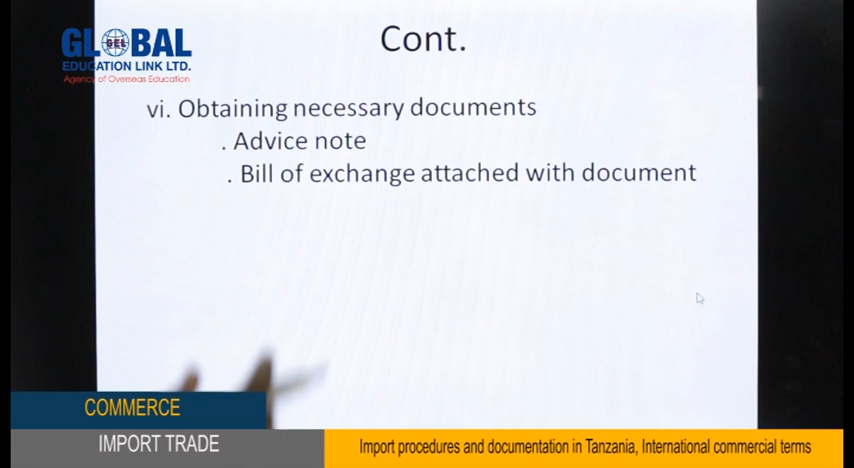 GLOBAL
GEL
EDUCATION LINK LTD.
Agency of Overseas Education
Cont.
vi. Obtaining necessary documents
. Advice note
. Bill of exchange attached with document
COMMERCE
IMPORT TRADE
Import procedures and documentation in Tanzania, International commercial terms